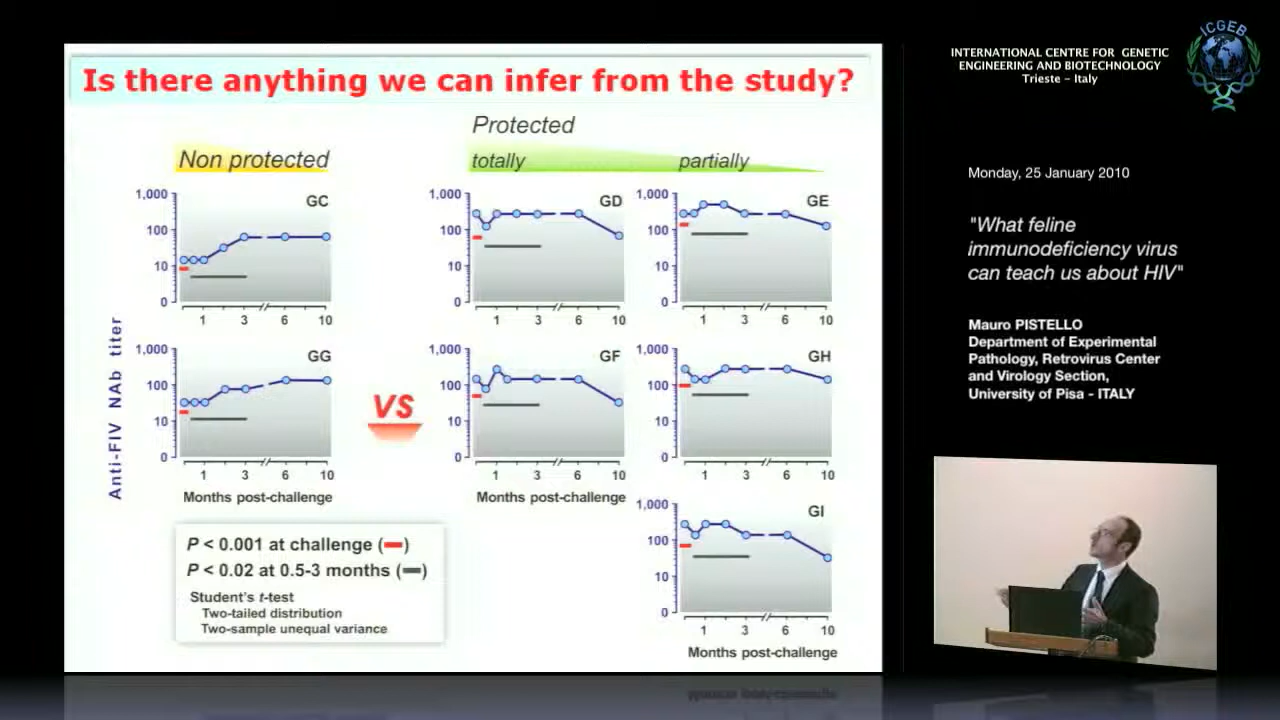 Is there anything we can infer from the study?
Protected
Non protected
totally
partially
1,000
100
10
0
GC
1
3
6
10
1,000
100
10
0
GD
1
3
6
10
1,000
100
10
0
GE
1
3
6
10
Anti-FIV NAb titer
1,000
100
10
0
GG
1
3
6
10
Months post-challenge
VS
1,000
100
10
0
GF
1
3
6
10
Months post-challenge
1,000
100
10
0
GH
1
3
6
10
1,000
100
10
0
GI
1
3
6
10
Months post-challenge
P < 0.001 at challenge (–)
P < 0.02 at 0.5-3 months (–)
Student's t-test
Two-tailed distribution
Two-sample unequal variance
INTERNATIONAL CENTRE FOR GENETIC
ENGINEERING AND BIOTECHNOLOGY
Trieste – Italy
ICGEB
Monday, 25 January 2010
"What feline
immunodeficiency virus
can teach us about HIV"
Mauro PISTELLO
Department of Experimental
Pathology, Retrovirus Center
and Virology Section,
University of Pisa - ITALY